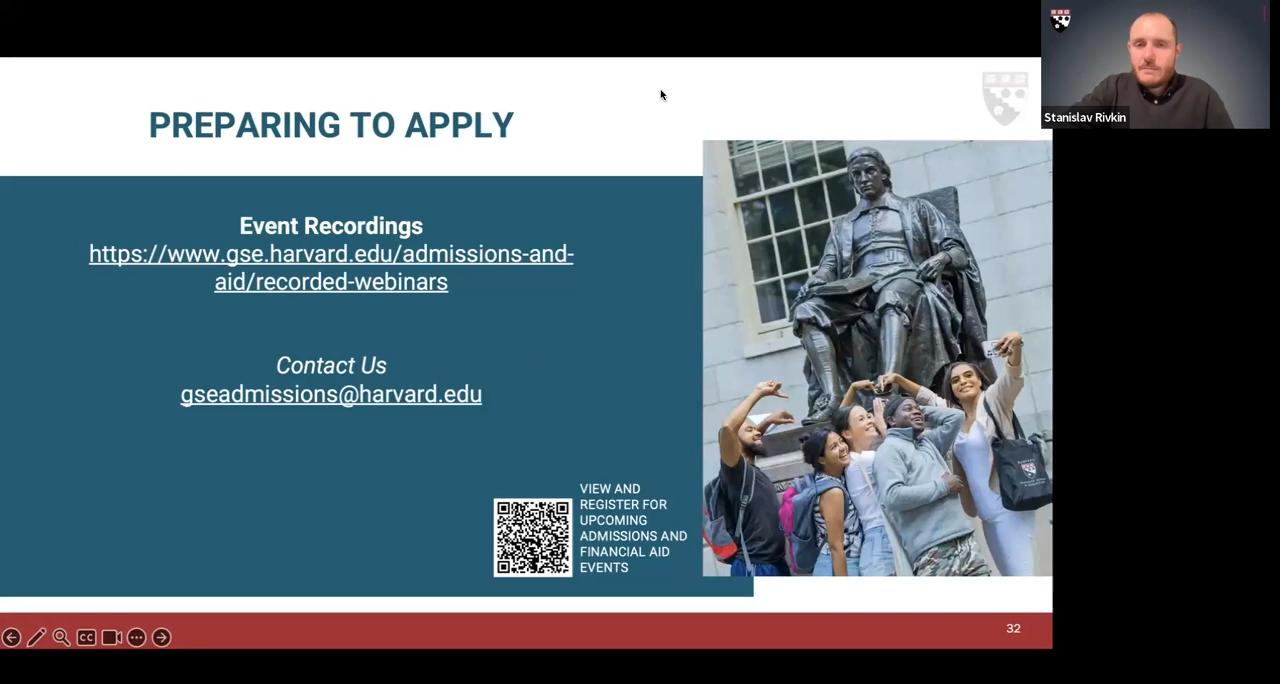 PREPARING TO APPLY
Event Recordings
https://www.gse.harvard.edu/admissions-and-
aid/recorded-webinars
Contact Us
gseadmissions@harvard.edu
VIEW AND
REGISTER FOR
UPCOMING
ADMISSIONS AND
FINANCIAL AID
EVENTS
Stanislav Rivkin
CC
32